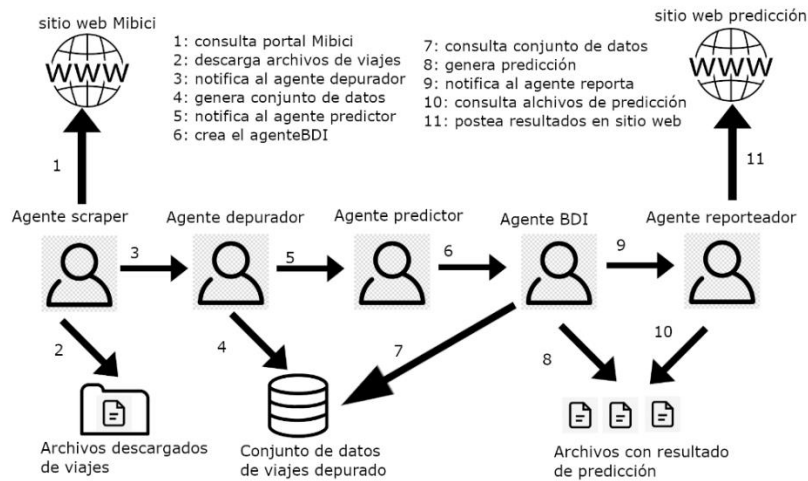 sitio web Mibici
WWW
1: consulta portal Mibici
2: descarga archivos de viajes
3: notifica al agente depurador
4: genera conjunto de datos
5: notifica al agente predictor
6: crea el agenteBDI
7: consulta conjunto de datos
8: genera predicción
9: notifica al agente reporta
10: consulta alchivos de predicción
11: postea resultados en sitio web
sitio web predicción
WWW
1
11
Agente scraper
Agente depurador
Agente predictor
Agente BDI
Agente reporteador
3
5
6
9
2
4
7
8
10
Archivos descargados
de viajes
Conjunto de datos
de viajes depurado
Archivos con resultado
de predicción